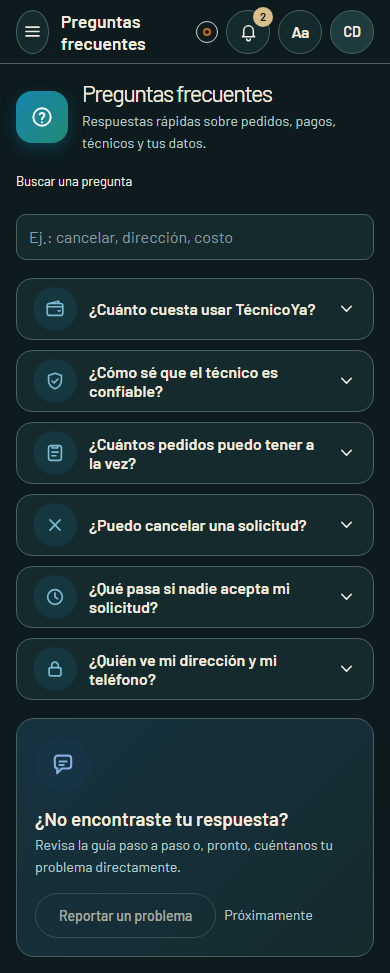 Preguntas
frecuentes
2
Aa
CD
Preguntas frecuentes
Respuestas rápidas sobre pedidos, pagos,
técnicos y tus datos.
Buscar una pregunta
Ej.: cancelar, dirección, costo
¿Cuánto cuesta usar TécnicoYa?
¿Cómo sé que el técnico es
confiable?
¿Cuántos pedidos puedo tener a
la vez?
¿Puedo cancelar una solicitud?
¿Qué pasa si nadie acepta mi
solicitud?
¿Quién ve mi dirección y mi
teléfono?
¿No encontraste tu respuesta?
Revisa la guía paso a paso o, pronto, cuéntanos tu
problema directamente.
Reportar un problema
Próximamente